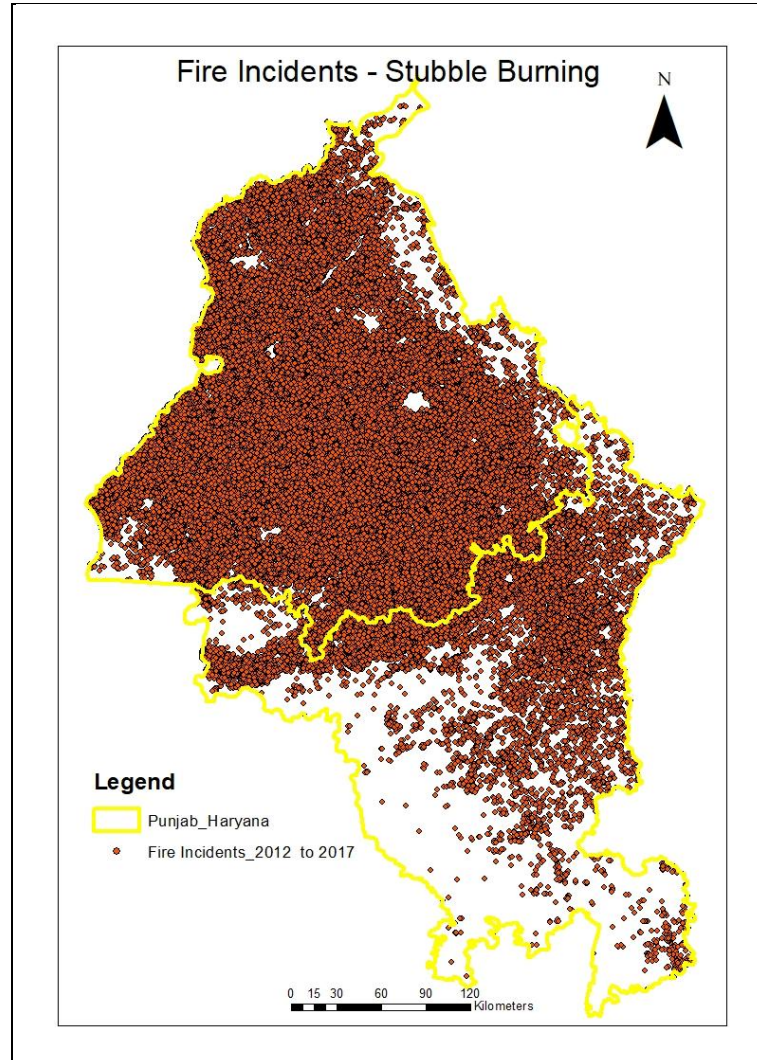 Fire Incidents - Stubble Burning
N
Legend
Punjab_Haryana
Fire Incidents_2012 to 2017
0 15 30 60 90 120
Kilometers